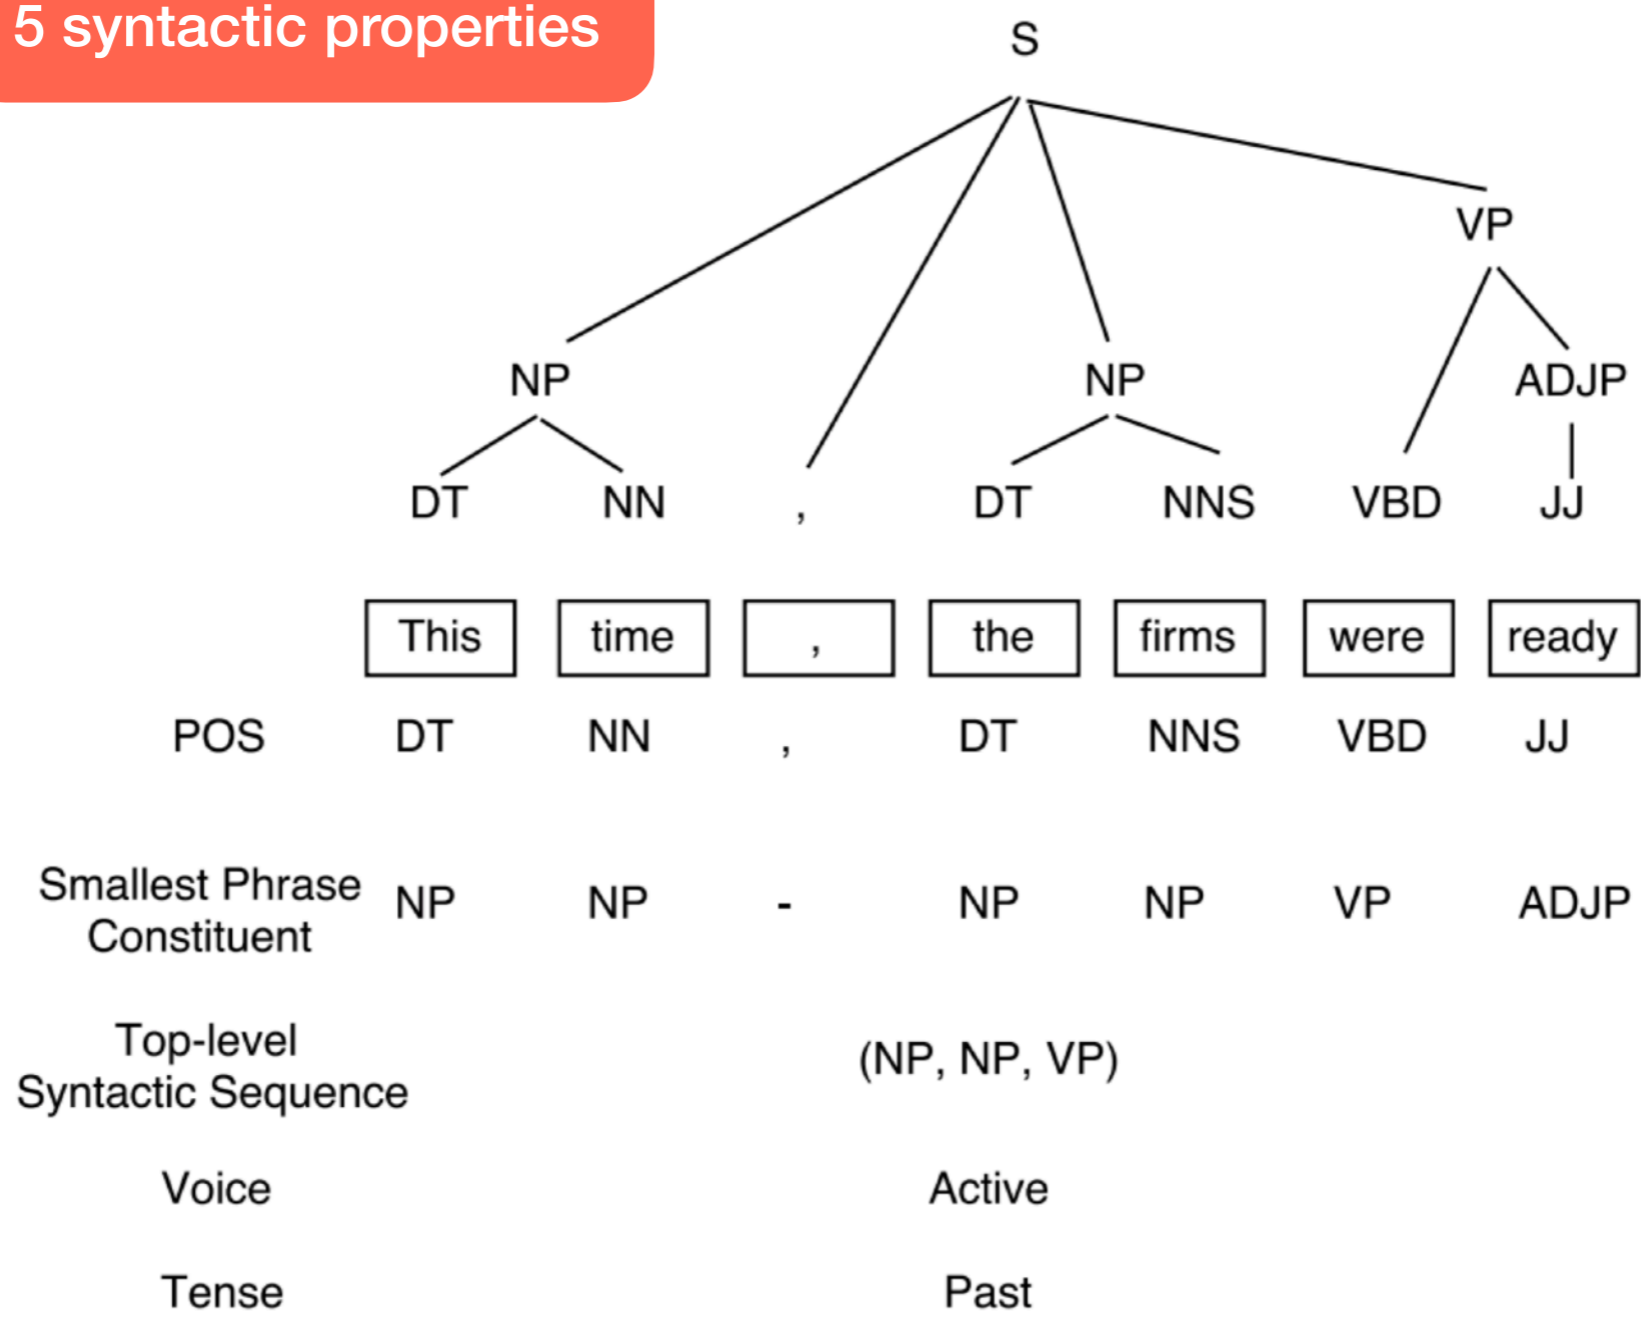 5 syntactic properties
S
VP
NP NP ADJP
DT NN , DT NNS VBD JJ
This time , the firms were ready
POS DT NN , DT NNS VBD JJ
Smallest Phrase
Constituent NP NP - NP NP VP ADJP
Top-level
Syntactic Sequence (NP, NP, VP)
Voice Active
Tense Past